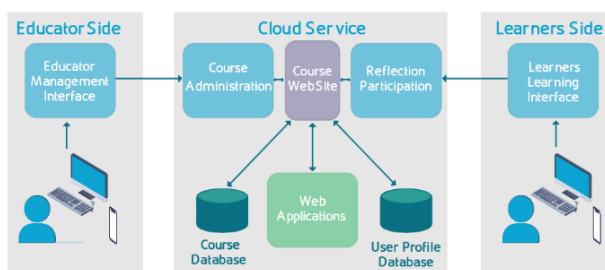 Educator Side
Cloud Service
Learners Side
Educator
Management
Interface
Course
Administration
Course
WebSite
Reflection
Participation
Learners
Learning
Interface
Web
Applications
Course
Database
User Profile
Database